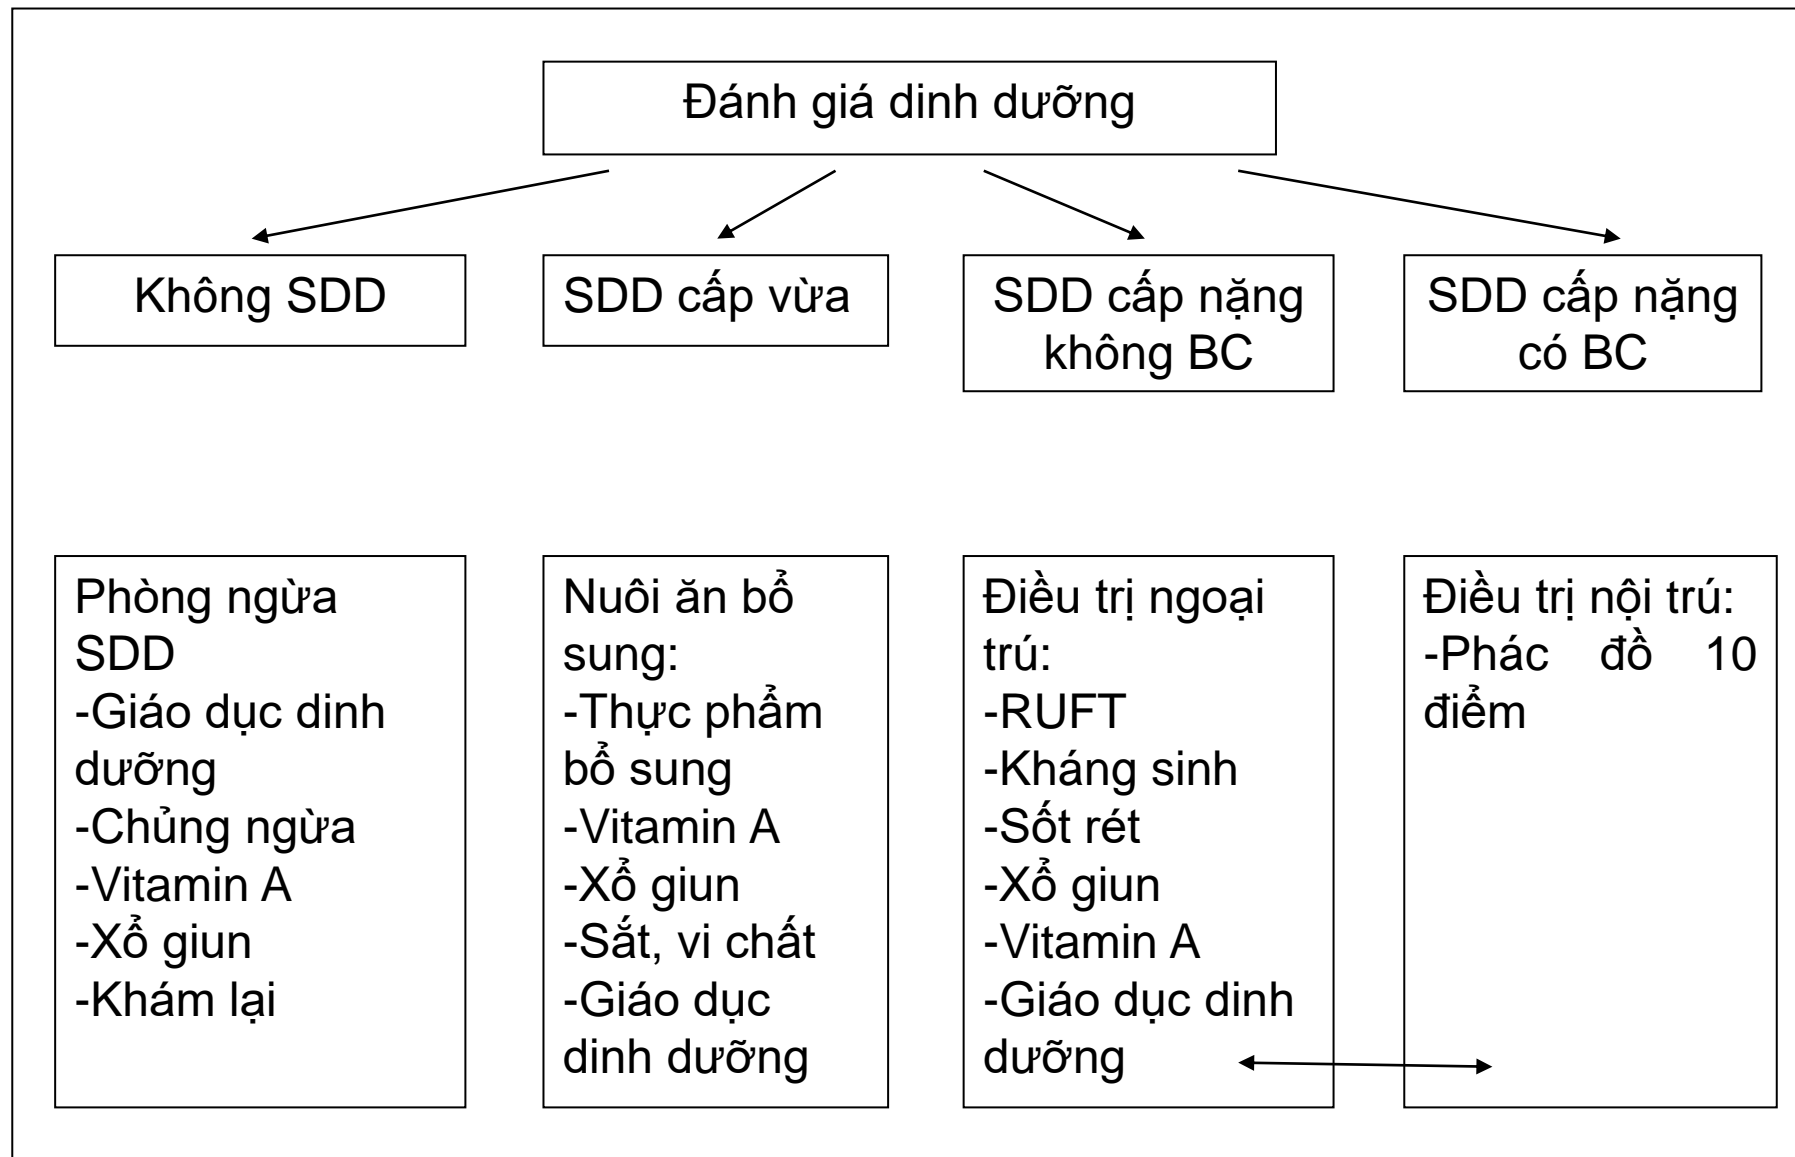 Đánh giá dinh dưỡng
Không SDD
SDD cấp vừa
SDD cấp nặng
không BC
SDD cấp nặng
có BC
Phòng ngừa
SDD
-Giáo dục dinh
dưỡng
-Chủng ngừa
-Vitamin A
-Xổ giun
-Khám lại
Nuôi ăn bổ
sung:
-Thực phẩm
bổ sung
-Vitamin A
-Xổ giun
-Sắt, vi chất
-Giáo dục
dinh dưỡng
Điều trị ngoại
trú:
-RUFT
-Kháng sinh
-Sốt rét
-Xổ giun
-Vitamin A
-Giáo dục dinh
dưỡng
Điều trị nội trú:
-Phác đồ 10
điểm